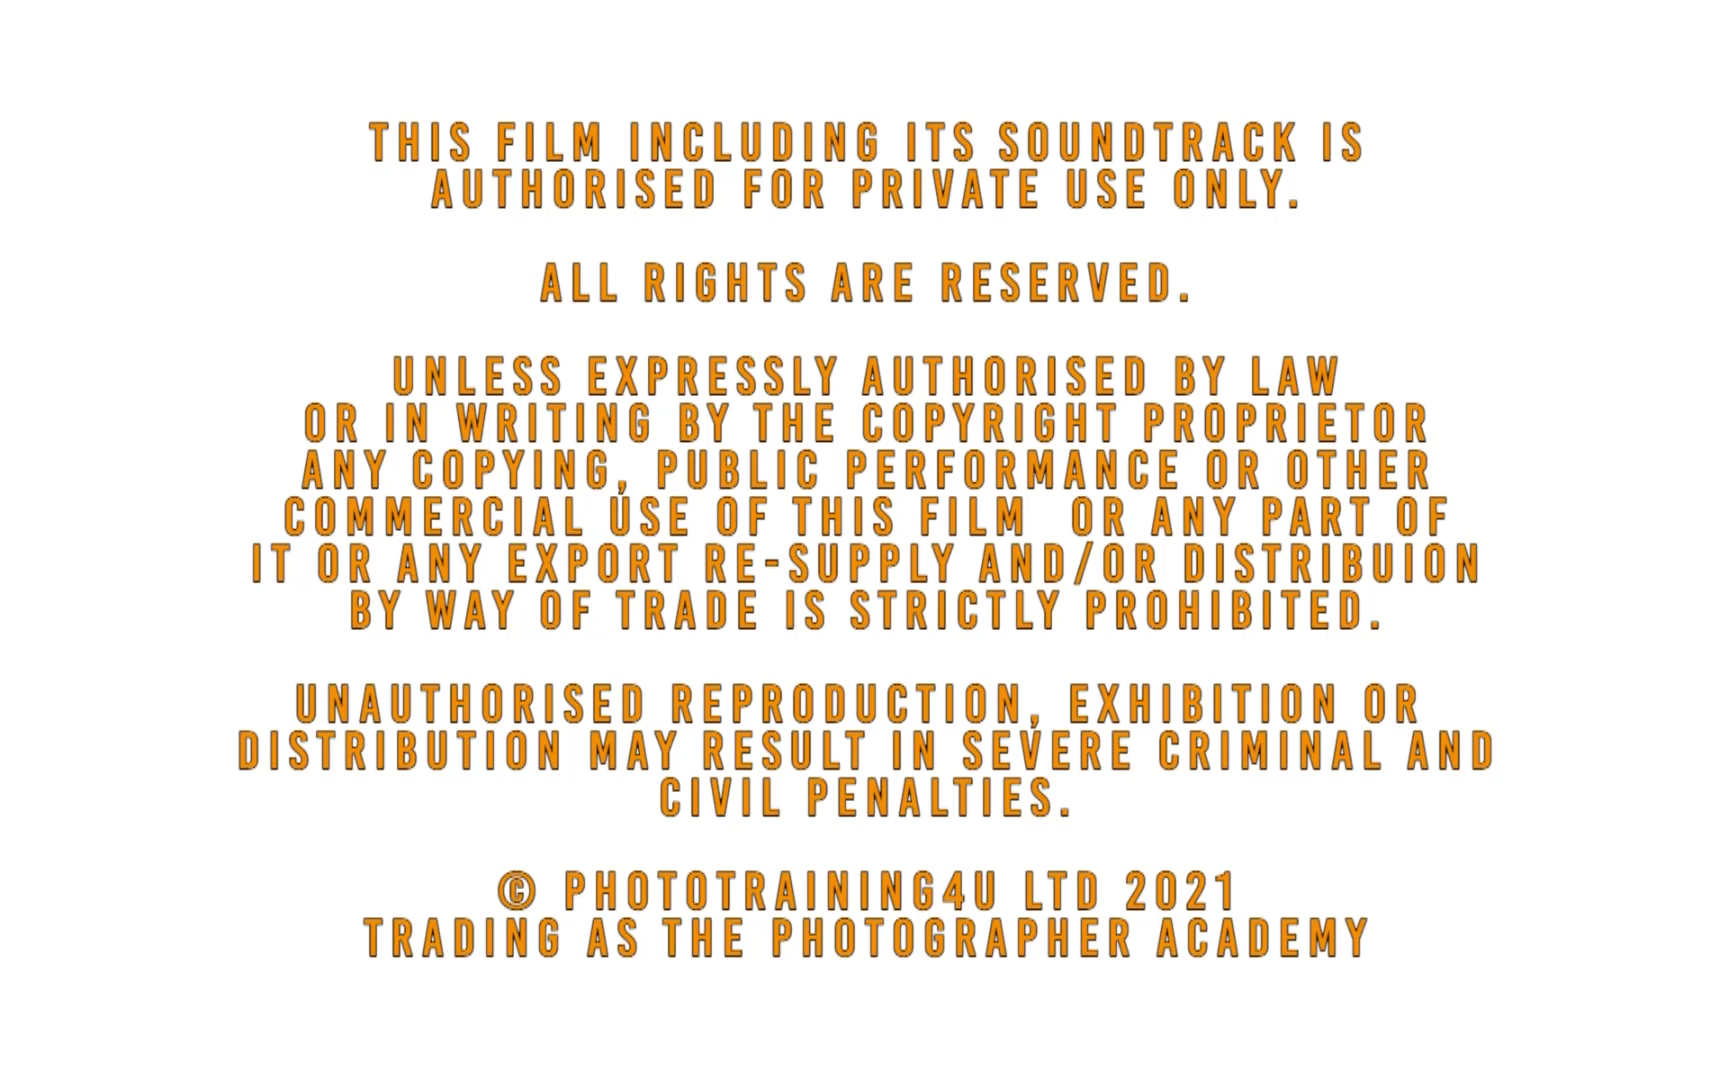 THIS FILM INCLUDING ITS SOUNDTRACK IS
AUTHORISED FOR PRIVATE USE ONLY.
ALL RIGHTS ARE RESERVED.
UNLESS EXPRESSLY AUTHORISED BY LAW
OR IN WRITING BY THE COPYRIGHT PROPRIETOR
ANY COPYING, PUBLIC PERFORMANCE OR OTHER
COMMERCIAL USE OF THIS FILM  OR ANY PART OF
IT OR ANY EXPORT RE-SUPPLY AND/OR DISTRIBUION
BY WAY OF TRADE IS STRICTLY PROHIBITED.
UNAUTHORISED REPRODUCTION, EXHIBITION OR
DISTRIBUTION MAY RESULT IN SEVERE CRIMINAL AND
CIVIL PENALTIES.
© PHOTOTRAINING4U LTD 2021
TRADING AS THE PHOTOGRAPHER ACADEMY